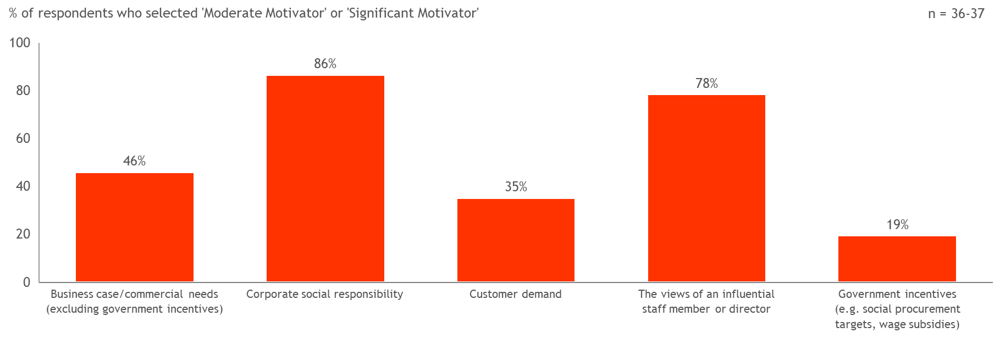 % of respondents who selected 'Moderate Motivator' or 'Significant Motivator'
n = 36-37
100
80
60
40
20
0
46%
86%
35%
78%
19%
Business case/commercial needs
(excluding government incentives)
Corporate social responsibility
Customer demand
The views of an influential
staff member or director
Government incentives
(e.g. social procurement
targets, wage subsidies)